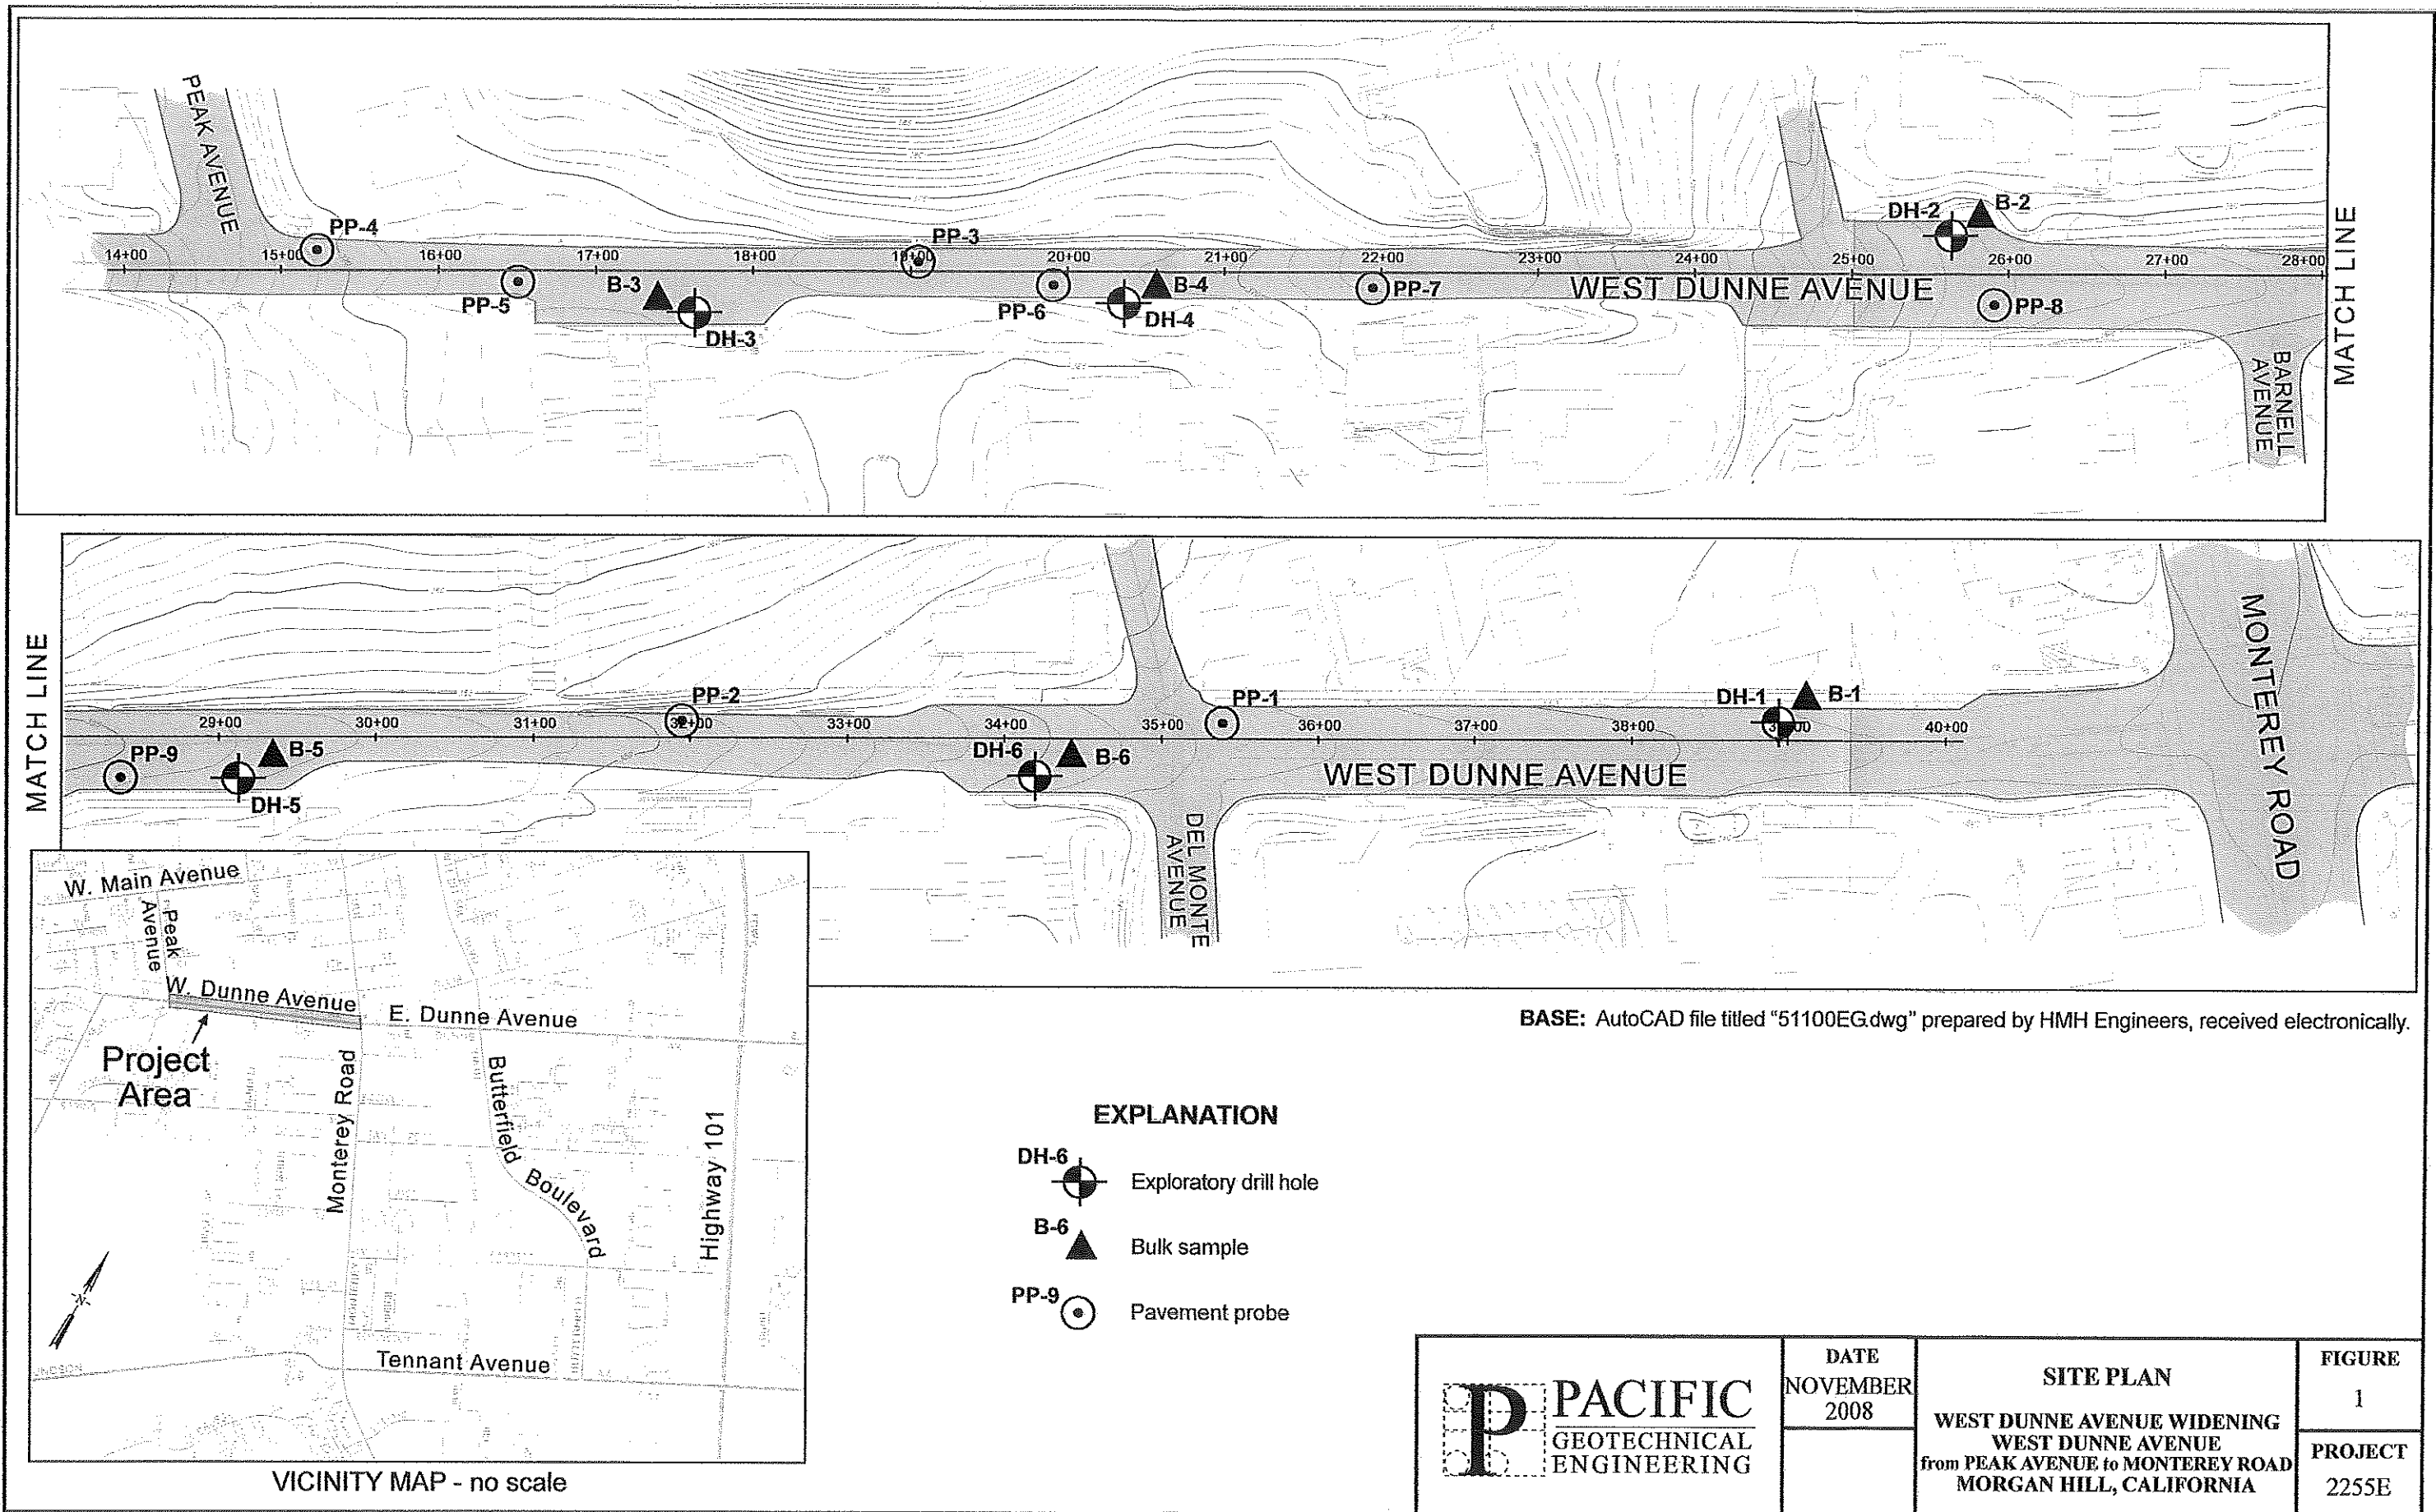 PEAK AVENUE
PP-4
PP-3
DH-2
B-2
14+00
15+00
16+00
17+00
18+00
19+00
20+00
21+00
22+00
23+00
24+00
25+00
26+00
27+00
28+00
PP-5
B-3
DH-3
PP-6
B-4
DH-4
PP-7
WEST DUNNE AVENUE
PP-8
BARNELL
AVENUE
MATCH LINE
MATCH LINE
PP-2
PP-1
DH-1
B-1
29+00
30+00
31+00
32+00
33+00
34+00
35+00
36+00
37+00
38+00
39+00
40+00
PP-9
B-5
DH-5
DH-6
B-6
WEST DUNNE AVENUE
DEL MONTE
AVENUE
MONTEREY ROAD
W. Main Avenue
Peak
Avenue
W. Dunne Avenue
E. Dunne Avenue
Project
Area
Monterey Road
Butterfield
Boulevard
Highway 101
Tennant Avenue
N
VICINITY MAP - no scale
BASE: AutoCAD file titled "51100EG.dwg" prepared by HMH Engineers, received electronically.
EXPLANATION
DH-6
Exploratory drill hole
B-6
Bulk sample
PP-9
Pavement probe
P PACIFIC
GEOTECHNICAL
ENGINEERING
DATE
NOVEMBER
2008
SITE PLAN
WEST DUNNE AVENUE WIDENING
WEST DUNNE AVENUE
from PEAK AVENUE to MONTEREY ROAD
MORGAN HILL, CALIFORNIA
FIGURE
1
PROJECT
2255E